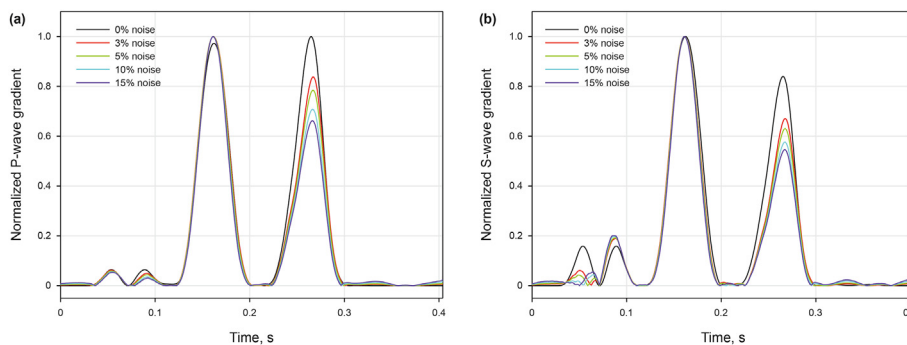 (a)
Normalized P-wave gradient
1.0
0.8
0.6
0.4
0.2
0
0% noise
3% noise
5% noise
10% noise
15% noise
0
0.1
0.2
0.3
0.4
Time, s
(b)
Normalized S-wave gradient
1.0
0.8
0.6
0.4
0.2
0
0% noise
3% noise
5% noise
10% noise
15% noise
0
0.1
0.2
0.3
Time, s